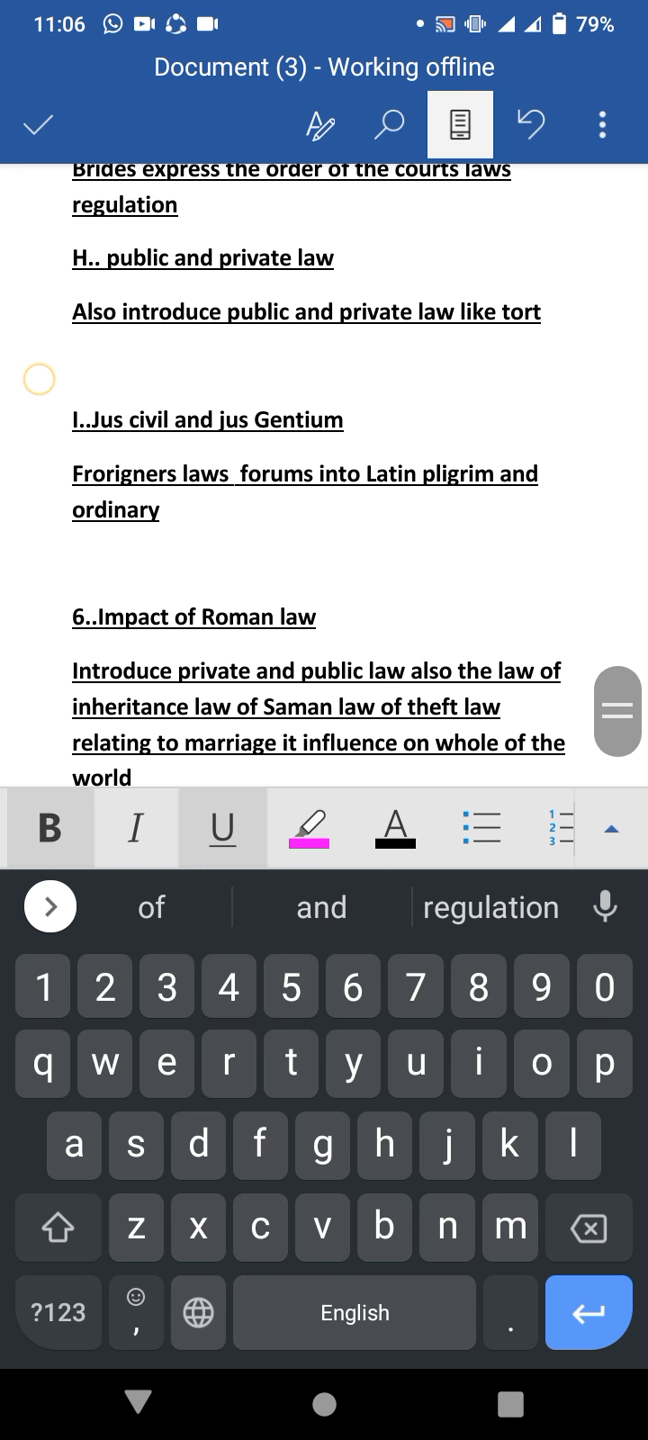 11:06
79%
Document (3) - Working offline
Brides express the order of the courts laws
regulation
H.. public and private law
Also introduce public and private law like tort
I..Jus civil and jus Gentium
Frorigners laws  forums into Latin pligrim and
ordinary
6..Impact of Roman law
Introduce private and public law also the law of
inheritance law of Saman law of theft law
relating to marriage it influence on whole of the
world
B I U A 1 2 3
of and regulation
1 2 3 4 5 6 7 8 9 0
q w e r t y u i o p
a s d f g h j k l
z x c v b n m
?123 , English .